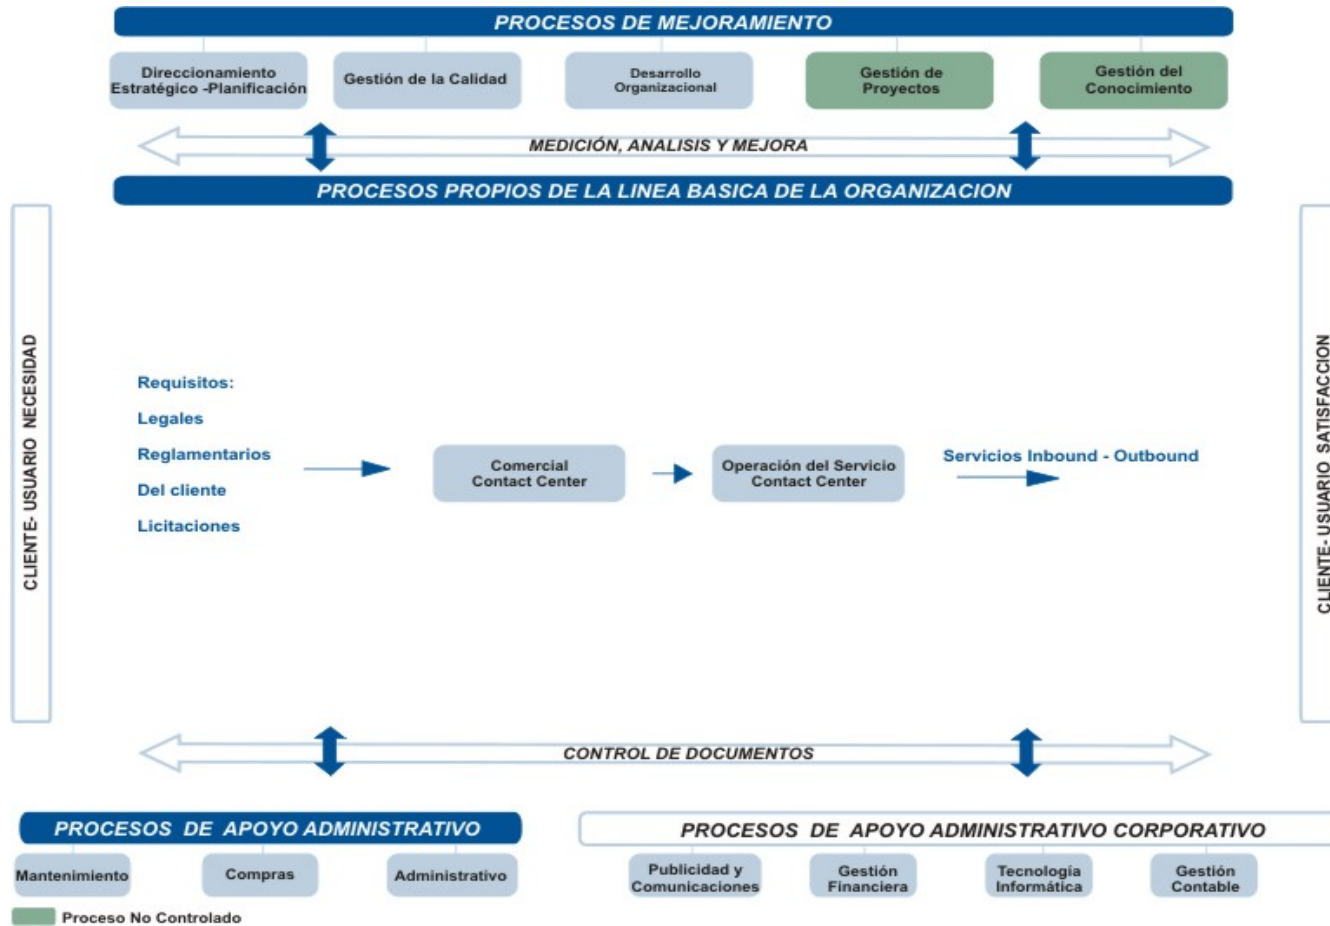 PROCESOS DE MEJORAMIENTO
Direccionamiento
Estratégico -Planificación
Gestión de la Calidad
Desarrollo
Organizacional
Gestión de
Proyectos
Gestión del
Conocimiento
MEDICIÓN, ANALISIS Y MEJORA
PROCESOS PROPIOS DE LA LINEA BASICA DE LA ORGANIZACION
CLIENTE- USUARIO NECESIDAD
Requisitos:
Legales
Reglamentarios
Del cliente
Licitaciones
Comercial
Contact Center
Operación del Servicio
Contact Center
Servicios Inbound - Outbound
CLIENTE- USUARIO SATISFACCION
CONTROL DE DOCUMENTOS
PROCESOS DE APOYO ADMINISTRATIVO
Mantenimiento
Compras
Administrativo
PROCESOS DE APOYO ADMINISTRATIVO CORPORATIVO
Publicidad y
Comunicaciones
Gestión
Financiera
Tecnología
Informática
Gestión
Contable
Proceso No Controlado